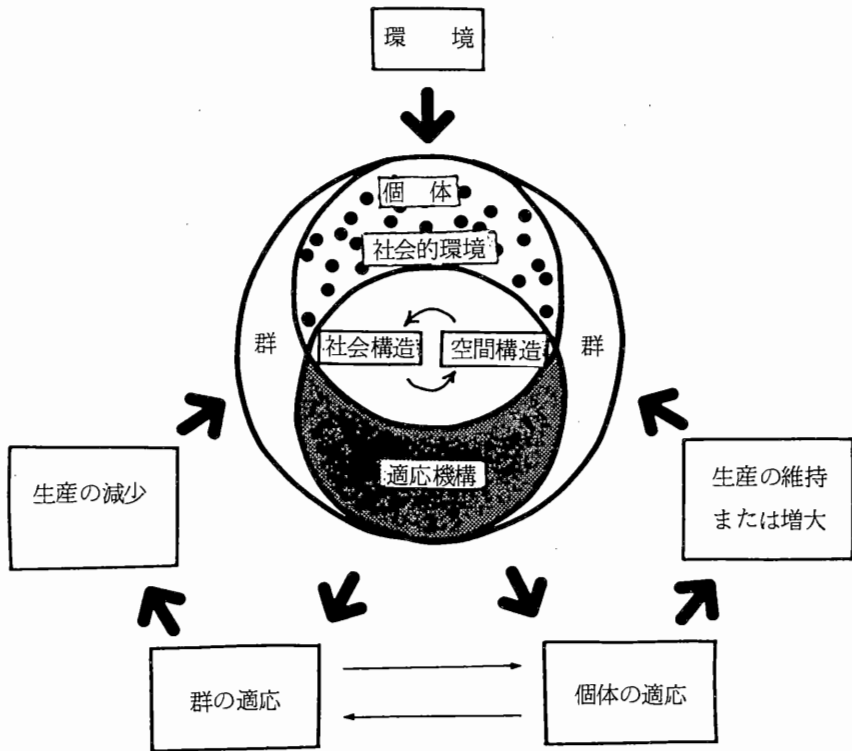 環　境
個　体
社会的環境
群
社会構造
空間構造
群
適応機構
生産の減少
生産の維持
または増大
群の適応
個体の適応